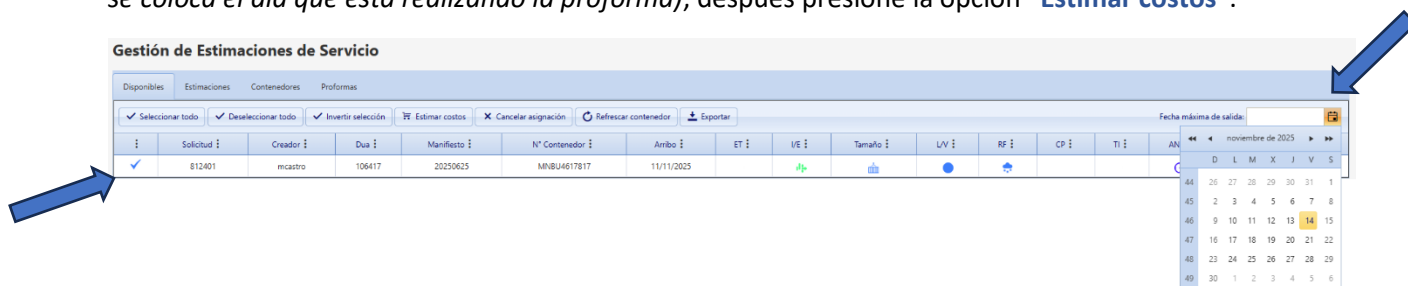 se coloca el día que está realizando la proforma), después presione la opción "Estimar costos".
Gestión de Estimaciones de Servicio
Disponibles Estimaciones Contenedores Proformas
Seleccionar todo Deseleccionar todo Invertir selección Estimar costos Cancelar asignación Refrescar contenedor Exportar Fecha máxima de salida:
Solicitud Creador Dua Manifiesto N° Contenedor Arribo ET I/E Tamaño L/V RF CP TI AN
812401 mcastro 106417 20250625 MNBU4617817 11/11/2025
noviembre de 2025
D L M X J V S
44 26 27 28 29 30 31 1
45 2 3 4 5 6 7 8
46 9 10 11 12 13 14 15
47 16 17 18 19 20 21 22
48 23 24 25 26 27 28 29
49 30 1 2 3 4 5 6